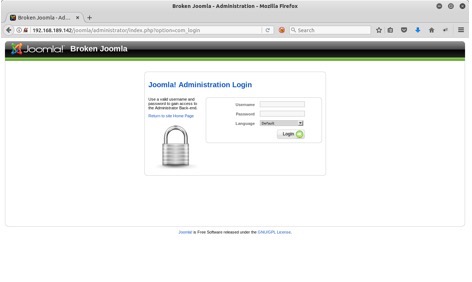 Broken Joomla - Administration - Mozilla Firefox
Broken Joomla - Ad...
192.168.189.142/joomla/administrator/index.php?option=com_login
Search
Joomla! Broken Joomla
Joomla! Administration Login
Use a valid username and
password to gain access to
the Administrator Back-end.
Return to site Home Page
Username
Password
Language
Default
Login
Joomla! is Free Software released under the GNU/GPL License.